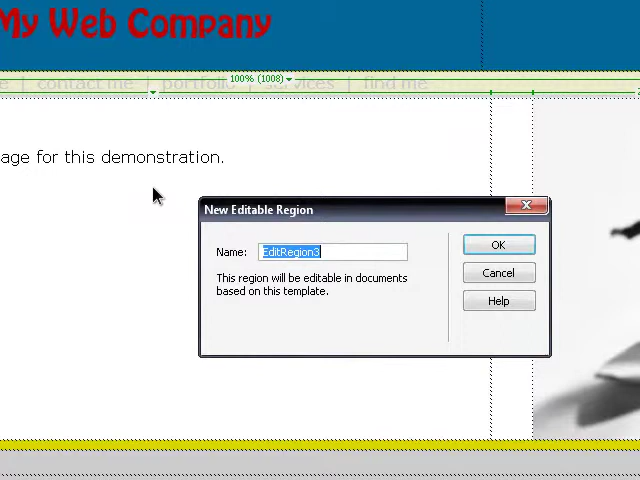 My Web Company
100% (1008)
e | contact me | portfolio | services | find me
age for this demonstration.
New Editable Region
Name: EditRegion3
OK
This region will be editable in documents
based on this template.
Cancel
Help